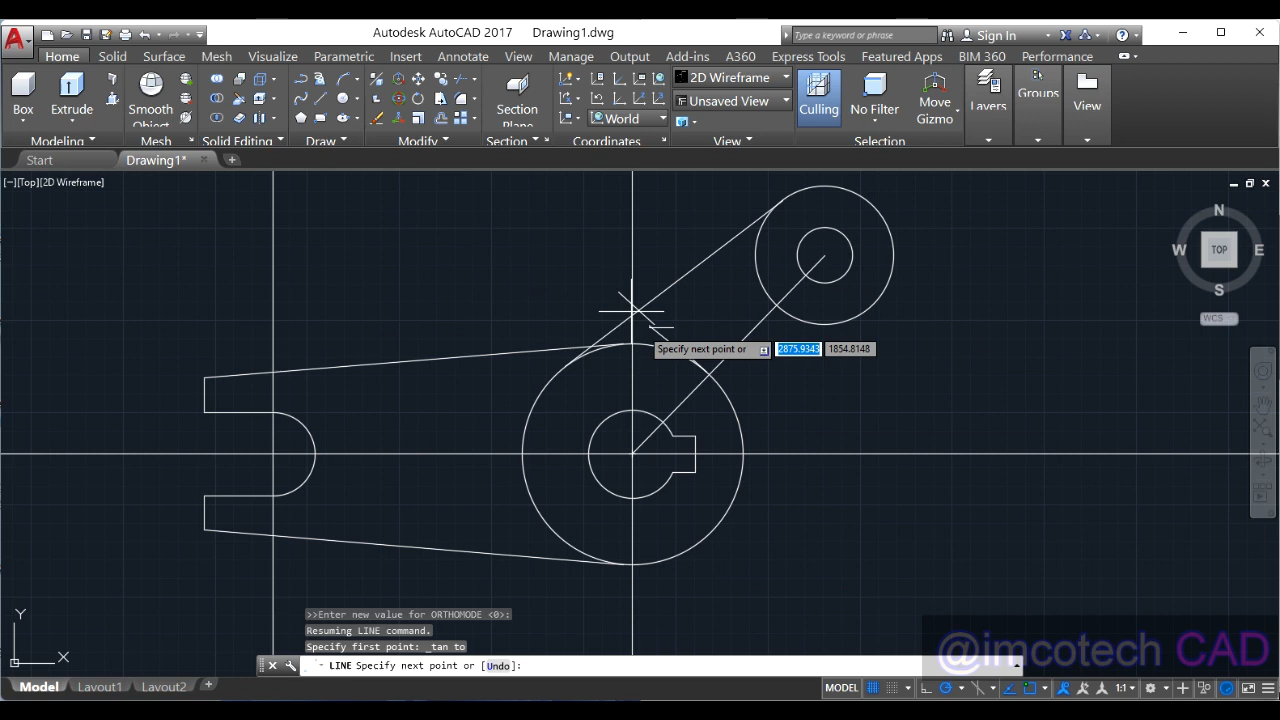 Autodesk AutoCAD 2017 Drawing1.dwg
Type a keyword or phrase
Sign In
Home Solid Surface Mesh Visualize Parametric Insert Annotate View Manage Output Add-ins A360 Express Tools Featured Apps BIM 360 Performance
2D Wireframe
Unsaved View
World
Box Extrude Smooth Object Section Plane Culling No Filter Move Gizmo Layers Groups View
Modeling Mesh Solid Editing Draw Modify Section Coordinates View Selection
Start Drawing1* +
[−][Top][2D Wireframe]
N
W TOP E
S
WCS
Specify next point or 2875.9343 1854.8148
>>Enter new value for ORTHOMODE <0>:
Resuming LINE command.
Specify first point: _tan to
LINE Specify next point or [Undo]:
Y
X
@imcotech CAD
Model Layout1 Layout2 +
MODEL 1:1